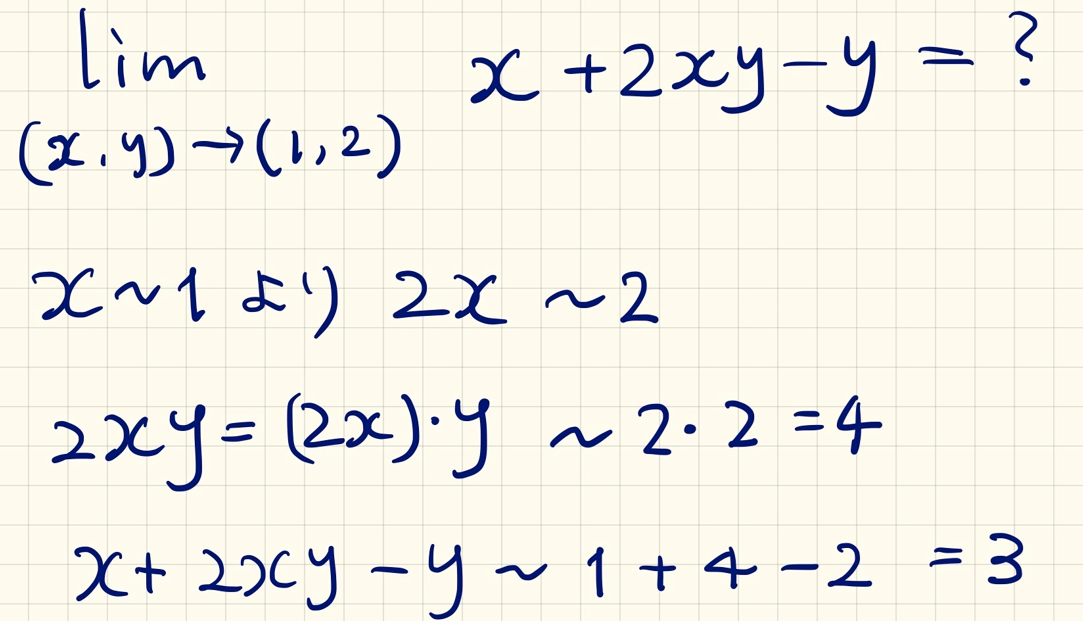 lim x+2xy-y=?
(x,y)→(1,2)
x~1 より 2x ~2
2xy=(2x)・y ~2・2=4
x+2xy-y~1+4-2 =3